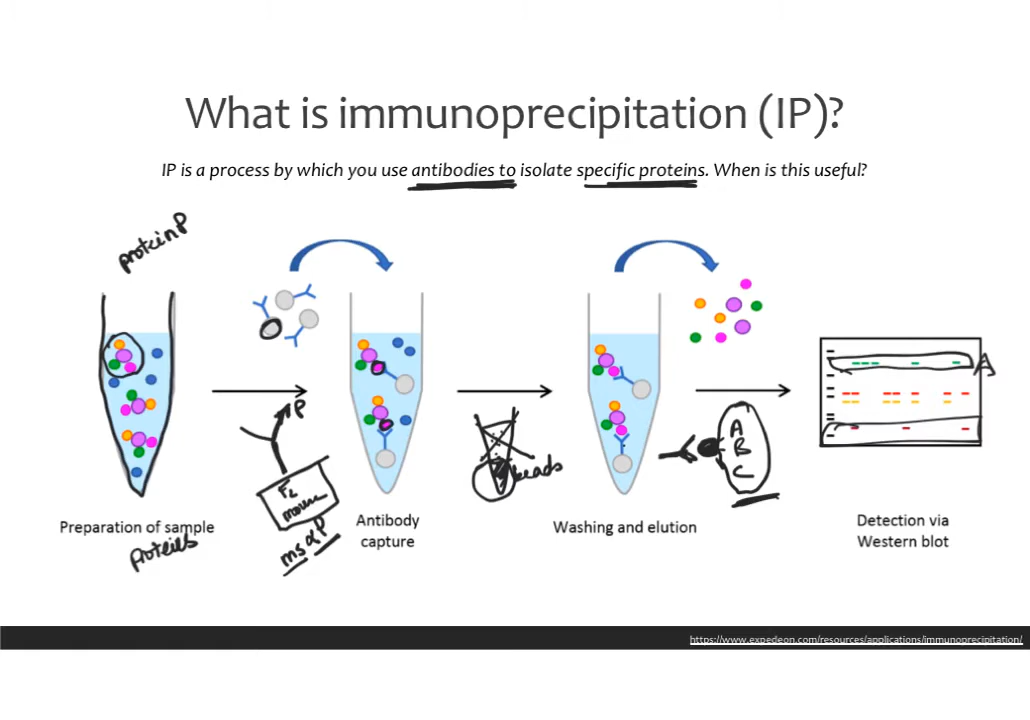 What is immunoprecipitation (IP)?
IP is a process by which you use antibodies to isolate specific proteins. When is this useful?
protein P
P
A
A
B
C
beads
Fc
mouse
ms α P
Preparation of sample
proteins
Antibody
capture
Washing and elution
Detection via
Western blot
https://www.expedeon.com/resources/applications/immunoprecipitation/